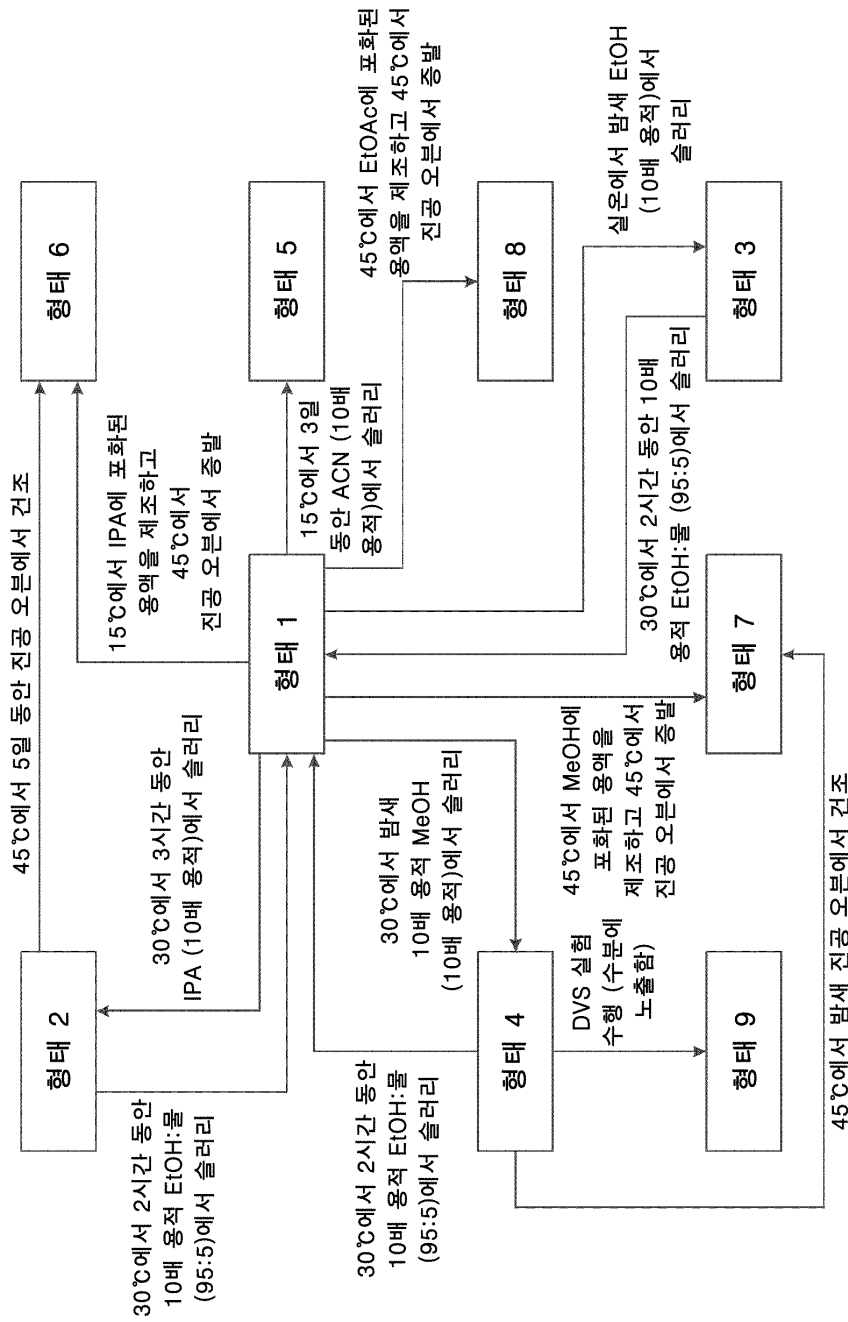 45℃에서 5일 동안 진공 오븐에서 건조
형태 2
형태 6
30℃에서 2시간 동안
10배 용적 EtOH:물
(95:5)에서 슬러리
30℃에서 3시간 동안
IPA (10배 용적)에서 슬러리
15℃에서 IPA에 포화된
용액을 제조하고
45℃에서
진공 오븐에서 증발
형태 1
형태 5
15℃에서 3일
동안 ACN (10배
용적)에서 슬러리
45℃에서 EtOAc에 포화된
용액을 제조하고 45℃에서
진공 오븐에서 증발
30℃에서 2시간 동안
10배 용적 EtOH:물
(95:5)에서 슬러리
30℃에서 밤새
10배 용적 MeOH
(10배 용적)에서 슬러리
형태 4
형태 8
DVS 실험
수행 (수분에
노출함)
45℃에서 MeOH에
포화된 용액을
제조하고 45℃에서
진공 오븐에서 증발
30℃에서 2시간 동안 10배
용적 EtOH:물 (95:5)에서 슬러리
실온에서 밤새 EtOH
(10배 용적)에서
슬러리
형태 9
형태 7
형태 3
45℃에서 밤새 진공 오븐에서 건조